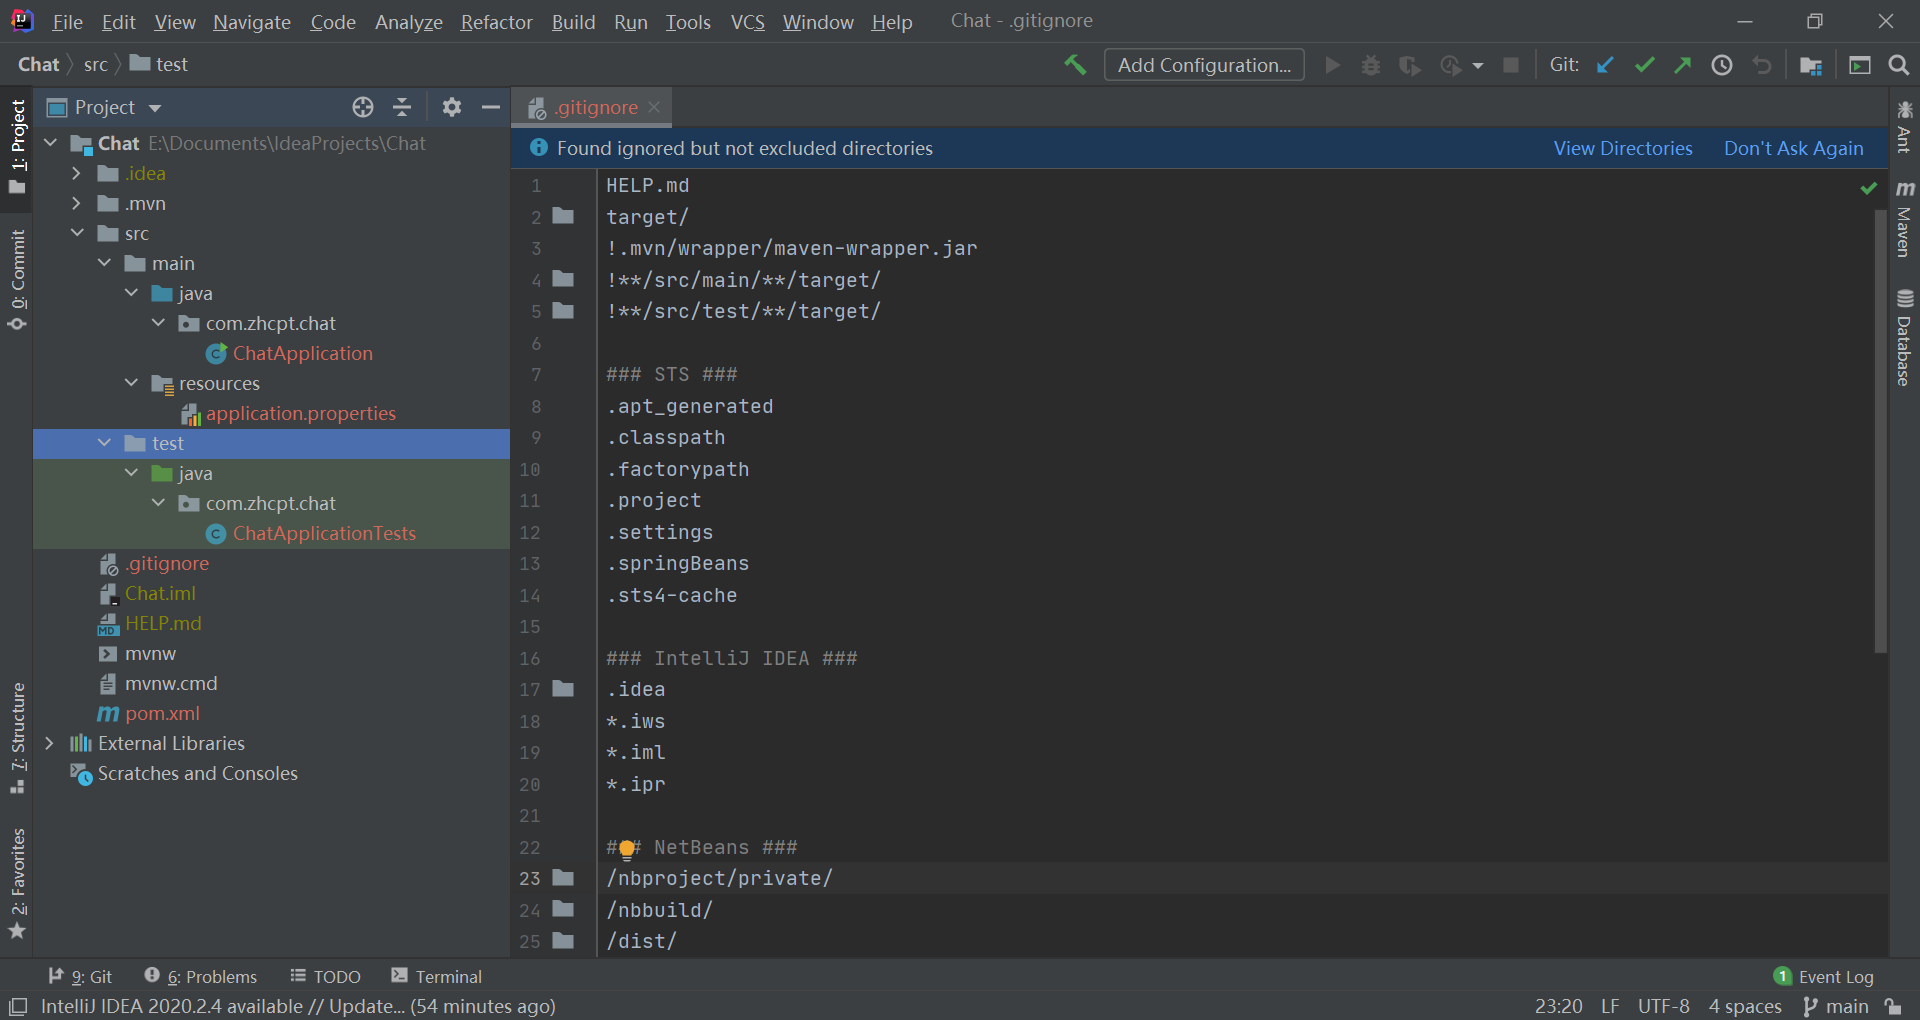 File Edit View Navigate Code Analyze Refactor Build Run Tools VCS Window Help Chat - .gitignore
Chat src test Add Configuration... Git:
1: Project
0: Commit
7: Structure
2: Favorites
Project
Chat E:\Documents\IdeaProjects\Chat
.idea
.mvn
src
main
java
com.zhcpt.chat
ChatApplication
resources
application.properties
test
java
com.zhcpt.chat
ChatApplicationTests
.gitignore
Chat.iml
HELP.md
mvnw
mvnw.cmd
pom.xml
External Libraries
Scratches and Consoles
.gitignore
Found ignored but not excluded directories View Directories Don't Ask Again
1 HELP.md
2 target/
3 !.mvn/wrapper/maven-wrapper.jar
4 !**/src/main/**/target/
5 !**/src/test/**/target/
6
7 ### STS ###
8 .apt_generated
9 .classpath
10 .factorypath
11 .project
12 .settings
13 .springBeans
14 .sts4-cache
15
16 ### IntelliJ IDEA ###
17 .idea
18 *.iws
19 *.iml
20 *.ipr
21
22 ### NetBeans ###
23 /nbproject/private/
24 /nbbuild/
25 /dist/
Ant
Maven
Database
9: Git 6: Problems TODO Terminal 1 Event Log
IntelliJ IDEA 2020.2.4 available // Update... (54 minutes ago) 23:20 LF UTF-8 4 spaces main